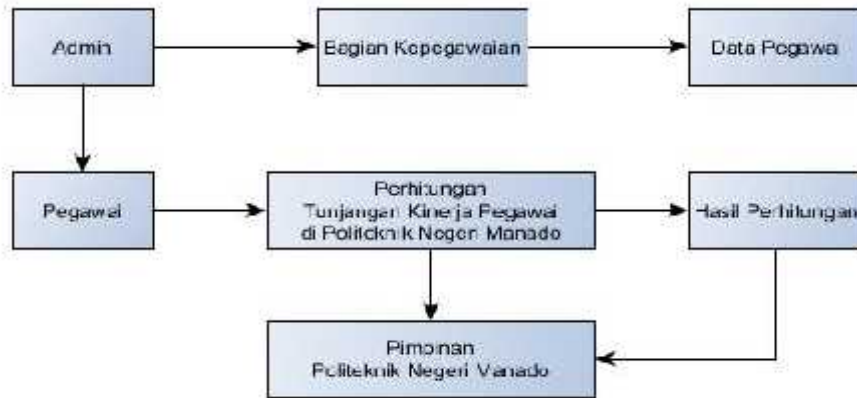 Admin
Bagian Kepegawaian
Data Pegawai
Pegawai
Perhitungan
Tunjangan Kinerja Pegawai
di Politeknik Negeri Manado
Hasil Perhitungan
Pimpinan
Politeknik Negeri Manado